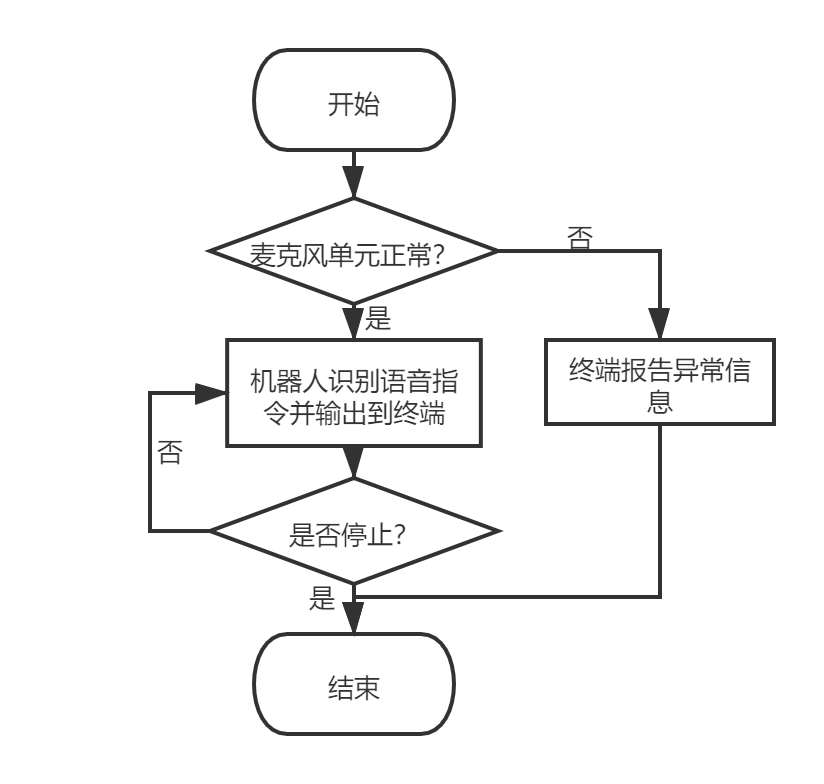 开始
麦克风单元正常?
否
是
机器人识别语音指
令并输出到终端
终端报告异常信
息
否
是否停止?
是
结束